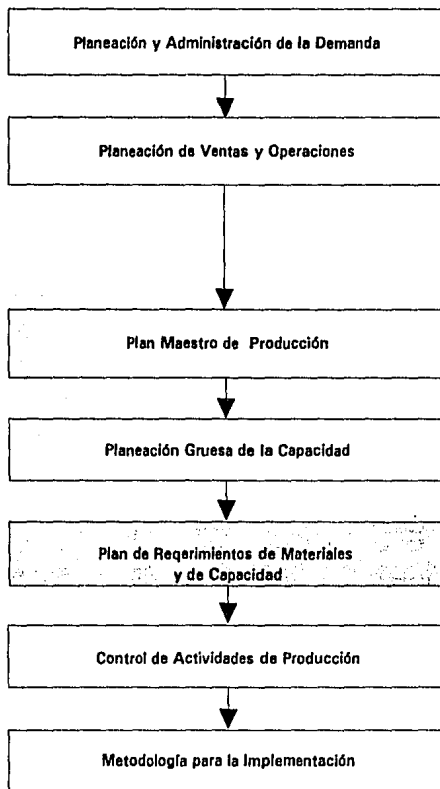 Planeación y Administración de la Demanda
Planeación de Ventas y Operaciones
Plan Maestro de Producción
Planeación Gruesa de la Capacidad
Plan de Reqerimientos de Materiales
y de Capacidad
Control de Actividades de Producción
Metodología para la Implementación